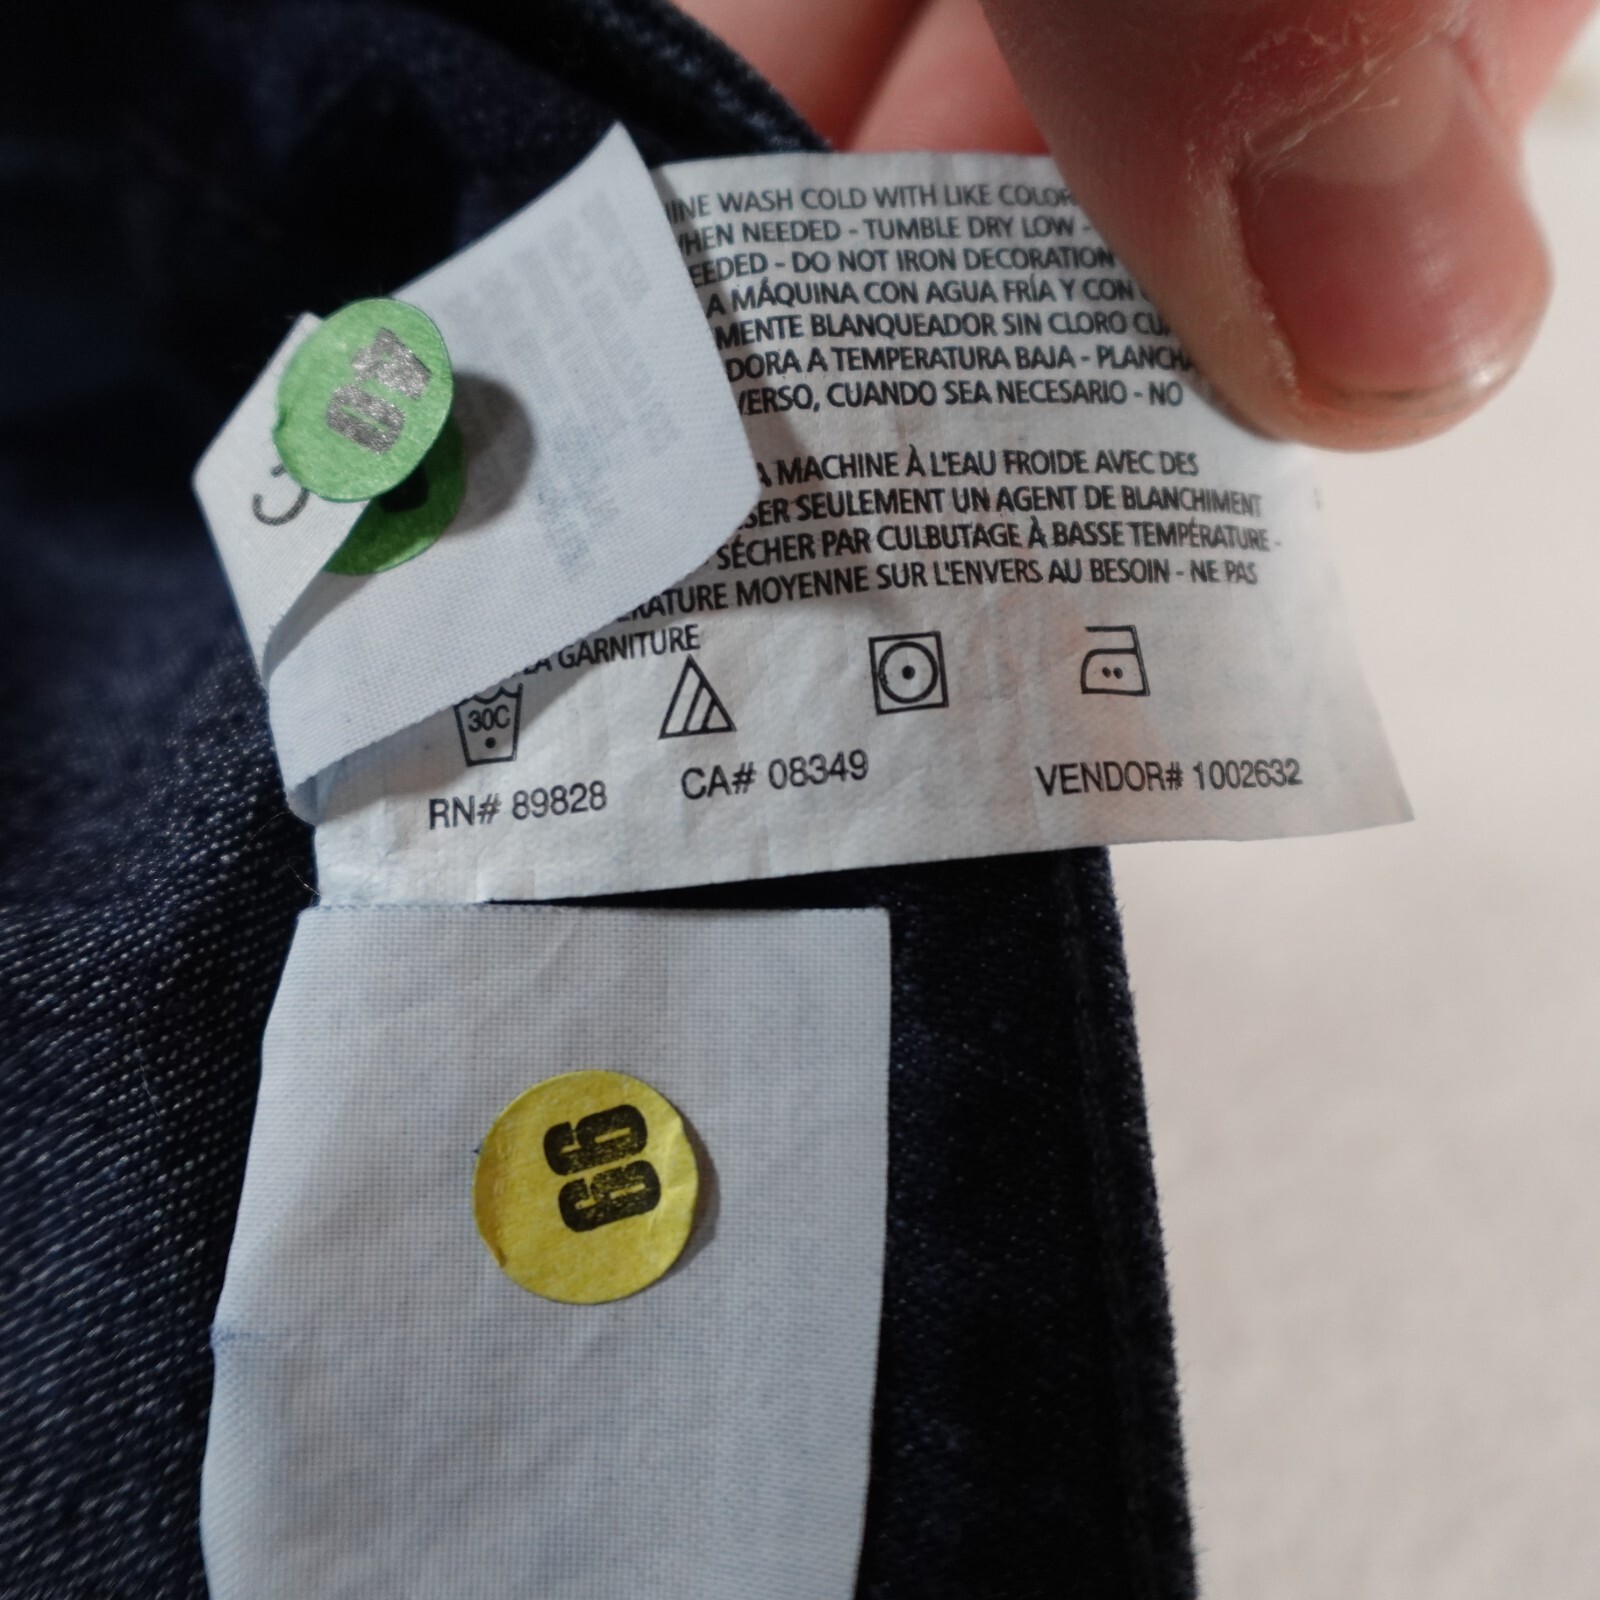 INE WASH COLD WITH LIKE COLOR
WHEN NEEDED - TUMBLE DRY LOW -
EEDED - DO NOT IRON DECORATION
A MÁQUINA CON AGUA FRÍA Y CON
MENTE BLANQUEADOR SIN CLORO CU
DORA A TEMPERATURA BAJA - PLANCHA
VERSO, CUANDO SEA NECESARIO - NO
A MACHINE À L'EAU FROIDE AVEC DES
SER SEULEMENT UN AGENT DE BLANCHIMENT
SÉCHER PAR CULBUTAGE À BASSE TEMPÉRATURE -
ÉRATURE MOYENNE SUR L'ENVERS AU BESOIN - NE PAS
LA GARNITURE
30C
RN# 89828 CA# 08349 VENDOR# 1002632
66